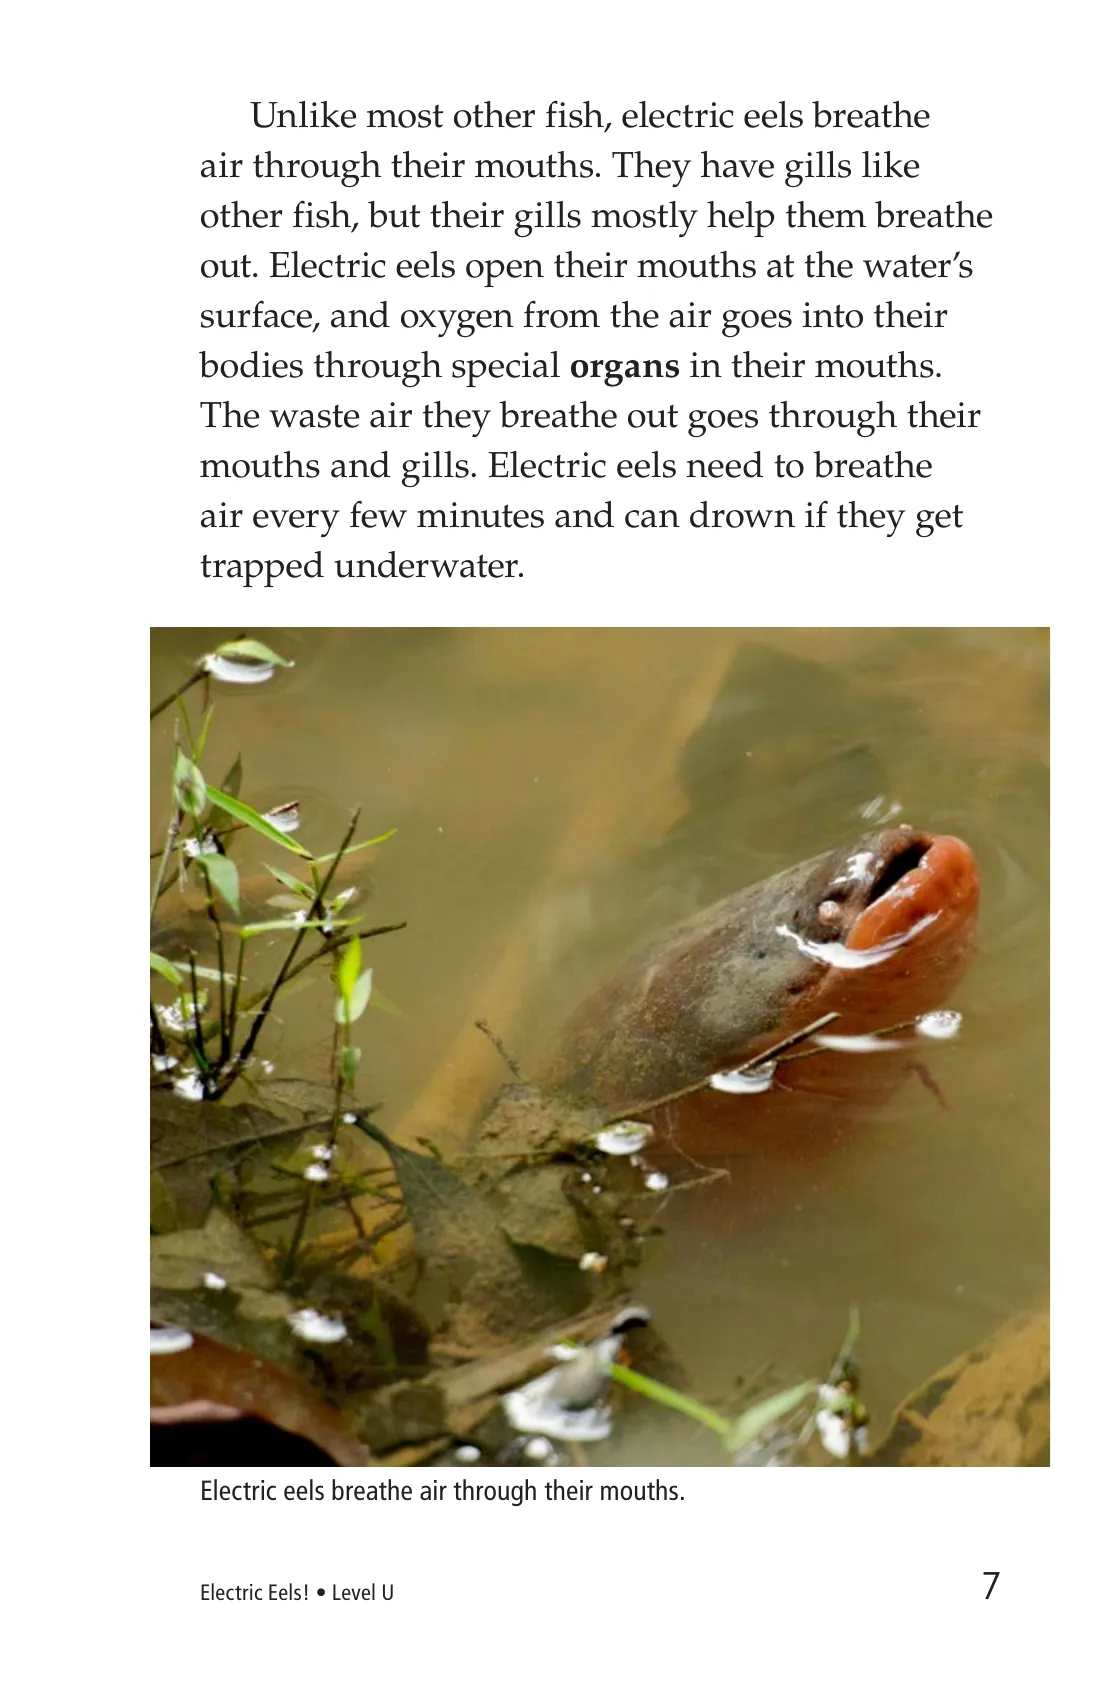 Unlike most other fish, electric eels breathe
air through their mouths. They have gills like
other fish, but their gills mostly help them breathe
out. Electric eels open their mouths at the water’s
surface, and oxygen from the air goes into their
bodies through special organs in their mouths.
The waste air they breathe out goes through their
mouths and gills. Electric eels need to breathe
air every few minutes and can drown if they get
trapped underwater.
Electric eels breathe air through their mouths.
Electric Eels! • Level U
7